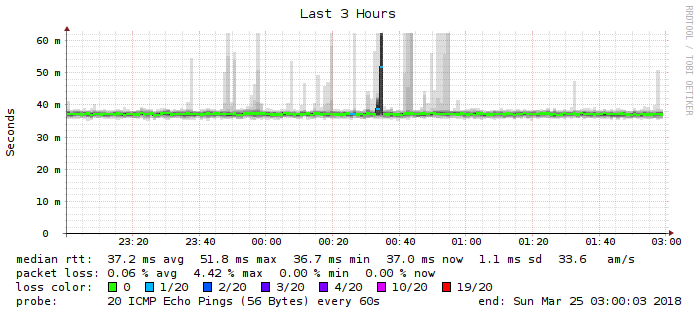 Last 3 Hours
RRDTOOL / TOBI OETIKER
Seconds
60 m
50 m
40 m
30 m
20 m
10 m
0
23:20 23:40 00:00 00:20 00:40 01:00 01:20 01:40 03:00
median rtt: 37.2 ms avg 51.8 ms max 36.7 ms min 37.0 ms now 1.1 ms sd 33.6 am/s
packet loss: 0.06 % avg 4.42 % max 0.00 % min 0.00 % now
loss color: 0 1/20 2/20 3/20 4/20 10/20 19/20
probe: 20 ICMP Echo Pings (56 Bytes) every 60s end: Sun Mar 25 03:00:03 2018